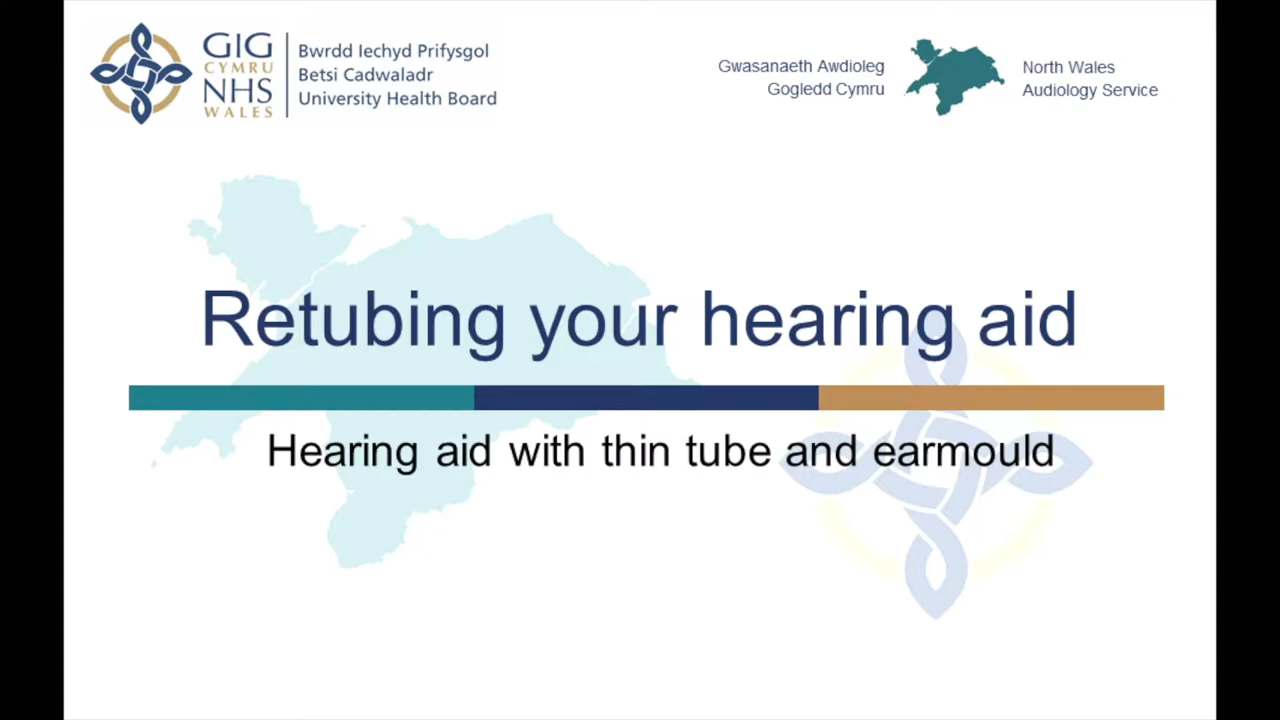 GIG
CYMRU
NHS
WALES
Bwrdd Iechyd Prifysgol
Betsi Cadwaladr
University Health Board
Gwasanaeth Awdioleg
Gogledd Cymru
North Wales
Audiology Service
Retubing your hearing aid
Hearing aid with thin tube and earmould